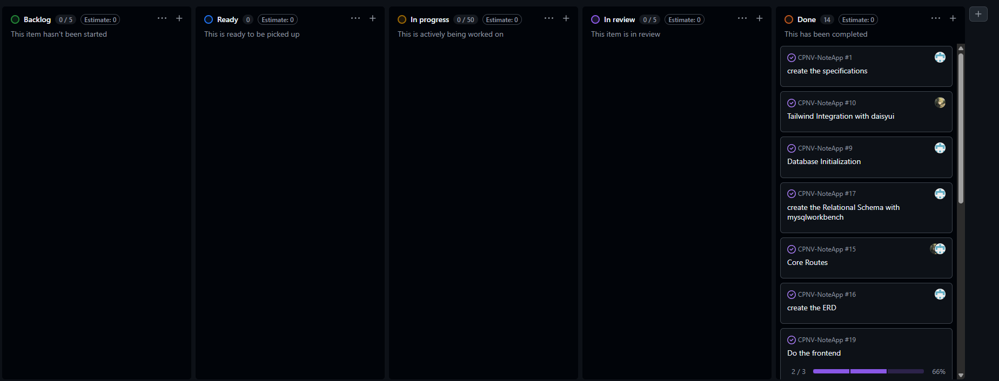 Backlog 0 / 5 Estimate: 0
This item hasn't been started
Ready 0 Estimate: 0
This is ready to be picked up
In progress 0 / 50 Estimate: 0
This is actively being worked on
In review 0 / 5 Estimate: 0
This item is in review
Done 14 Estimate: 0
This has been completed
CPNV-NoteApp #1
create the specifications
CPNV-NoteApp #10
Tailwind Integration with daisyui
CPNV-NoteApp #9
Database Initialization
CPNV-NoteApp #17
create the Relational Schema with
mysqlworkbench
CPNV-NoteApp #15
Core Routes
CPNV-NoteApp #16
create the ERD
CPNV-NoteApp #19
Do the frontend
2 / 3 66%